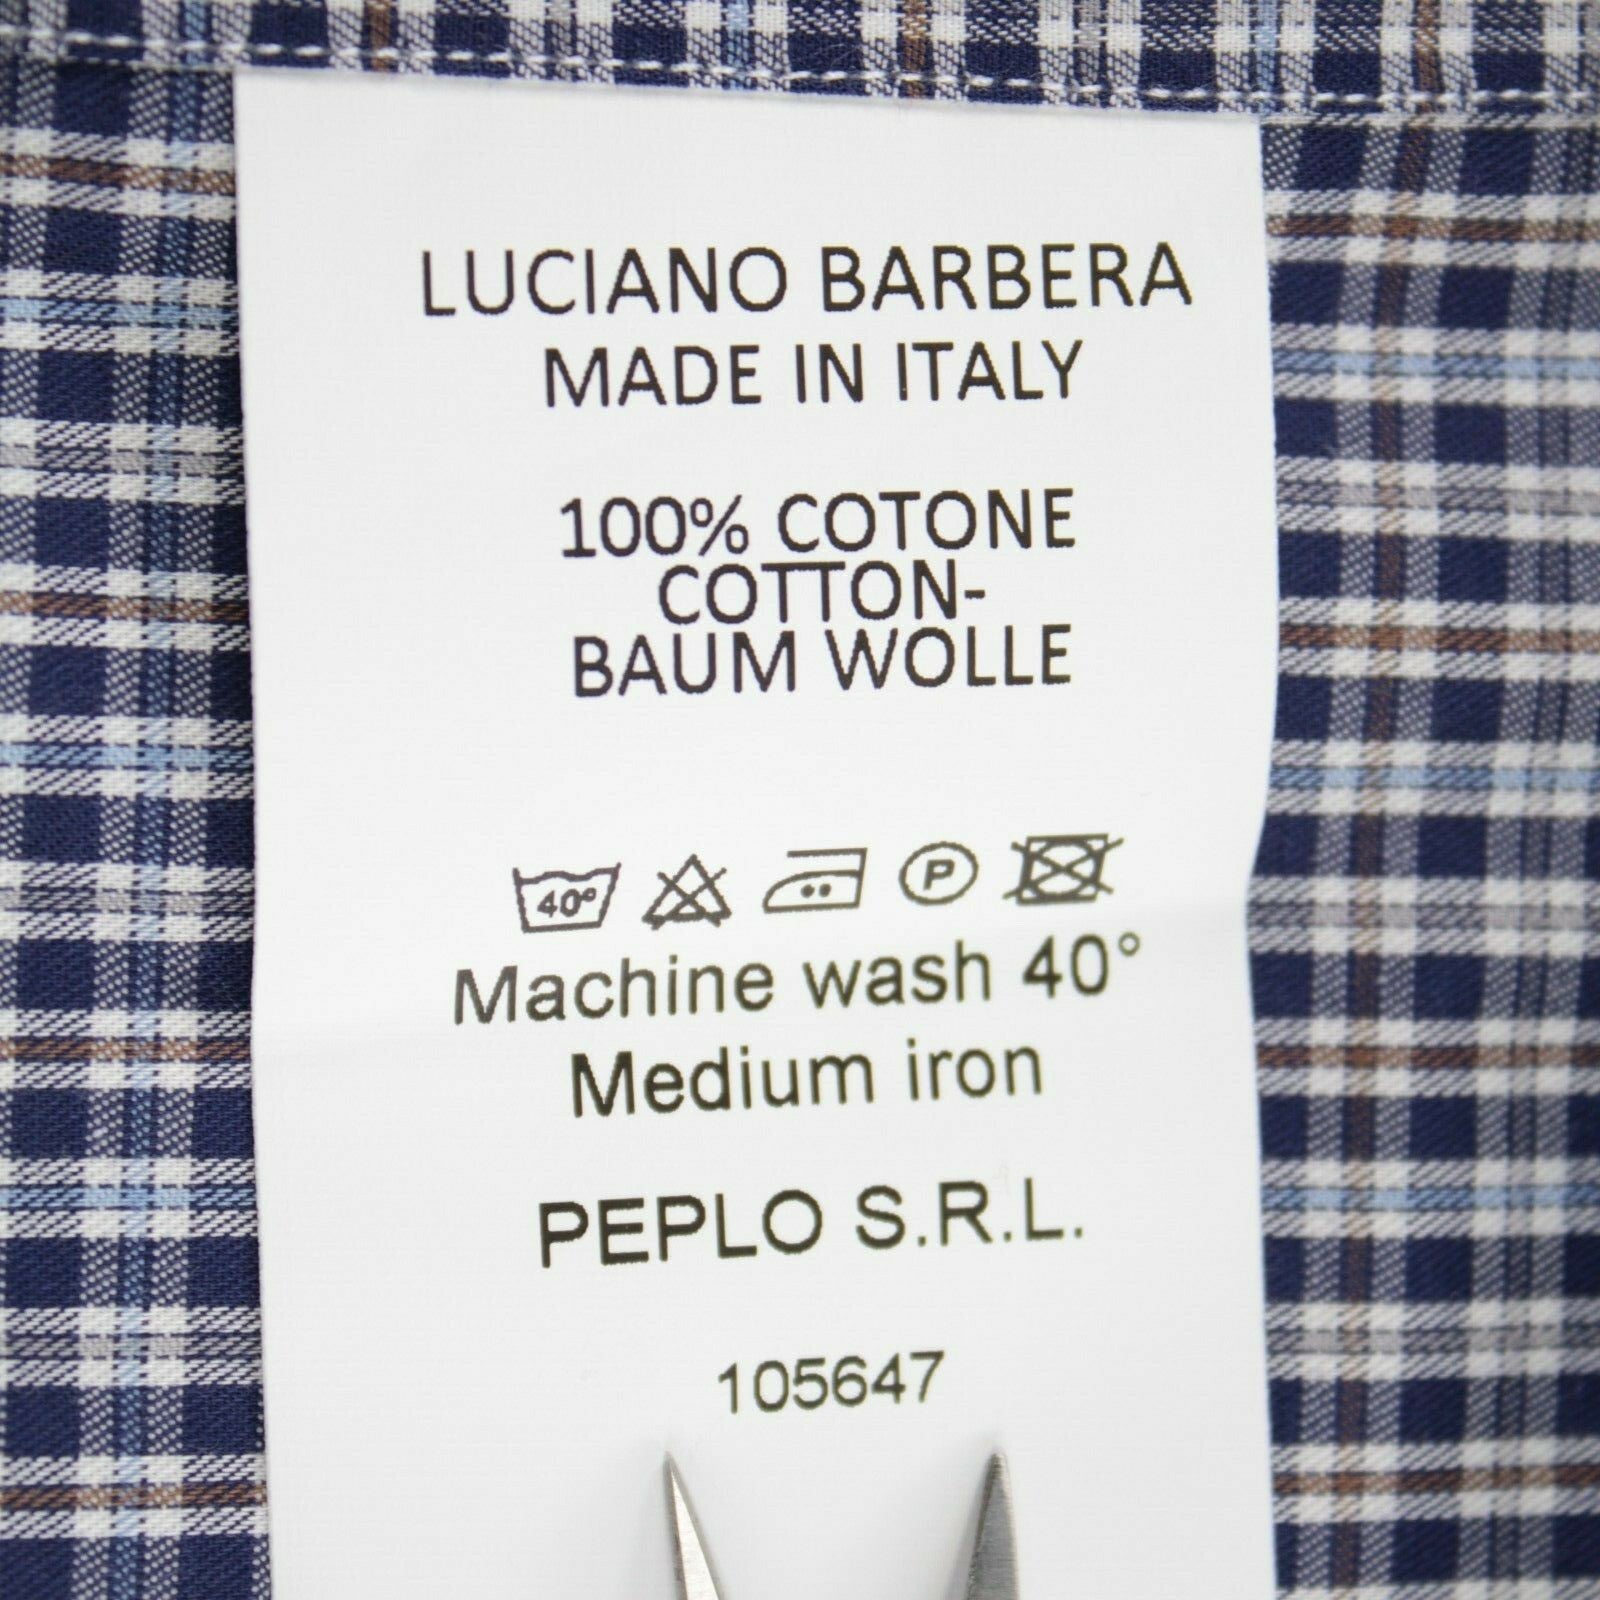 LUCIANO BARBERA
MADE IN ITALY
100% COTONE
COTTON-
BAUM WOLLE
40° P
Machine wash 40°
Medium iron
PEPLO S.R.L.
105647